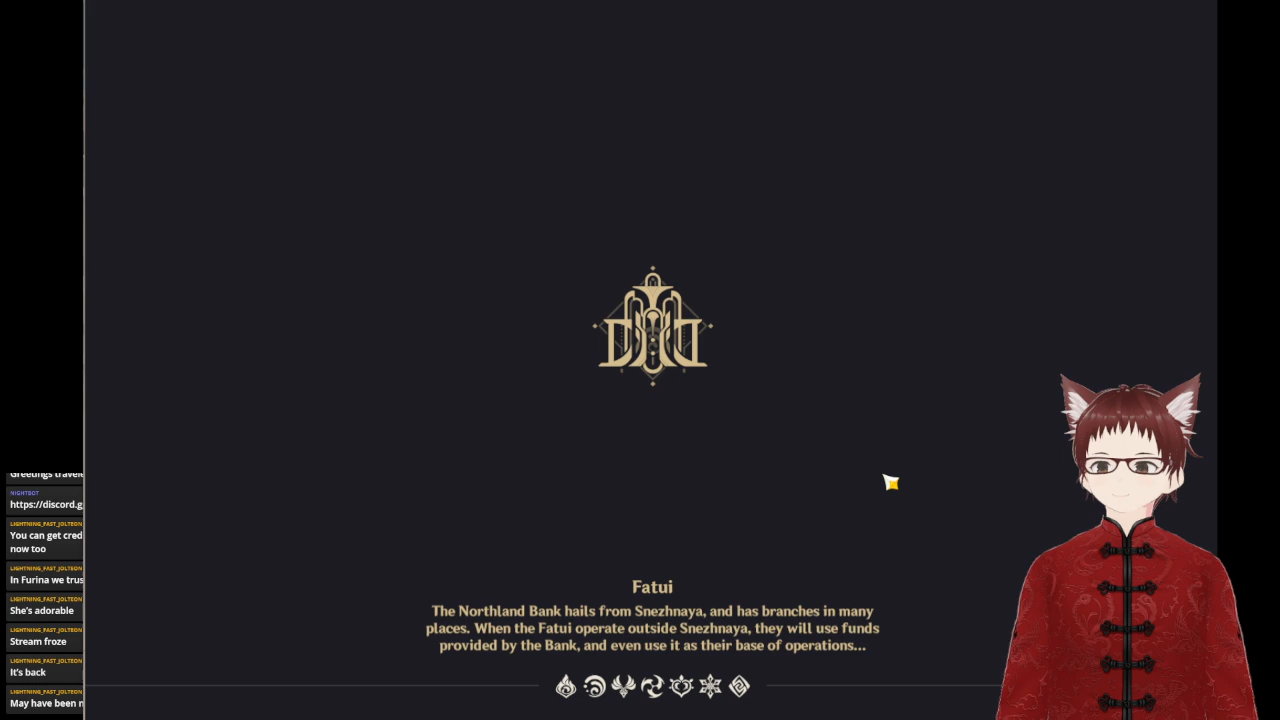 Greetings travele
NIGHTBOT
https://discord.g
LIGHTNING_FAST_JOLTEON
You can get cred
now too
LIGHTNING_FAST_JOLTEON
In Furina we trus
LIGHTNING_FAST_JOLTEON
She's adorable
LIGHTNING_FAST_JOLTEON
Stream froze
LIGHTNING_FAST_JOLTEON
It's back
LIGHTNING_FAST_JOLTEON
May have been n
Fatui
The Northland Bank hails from Snezhnaya, and has branches in many
places. When the Fatui operate outside Snezhnaya, they will use funds
provided by the Bank, and even use it as their base of operations...